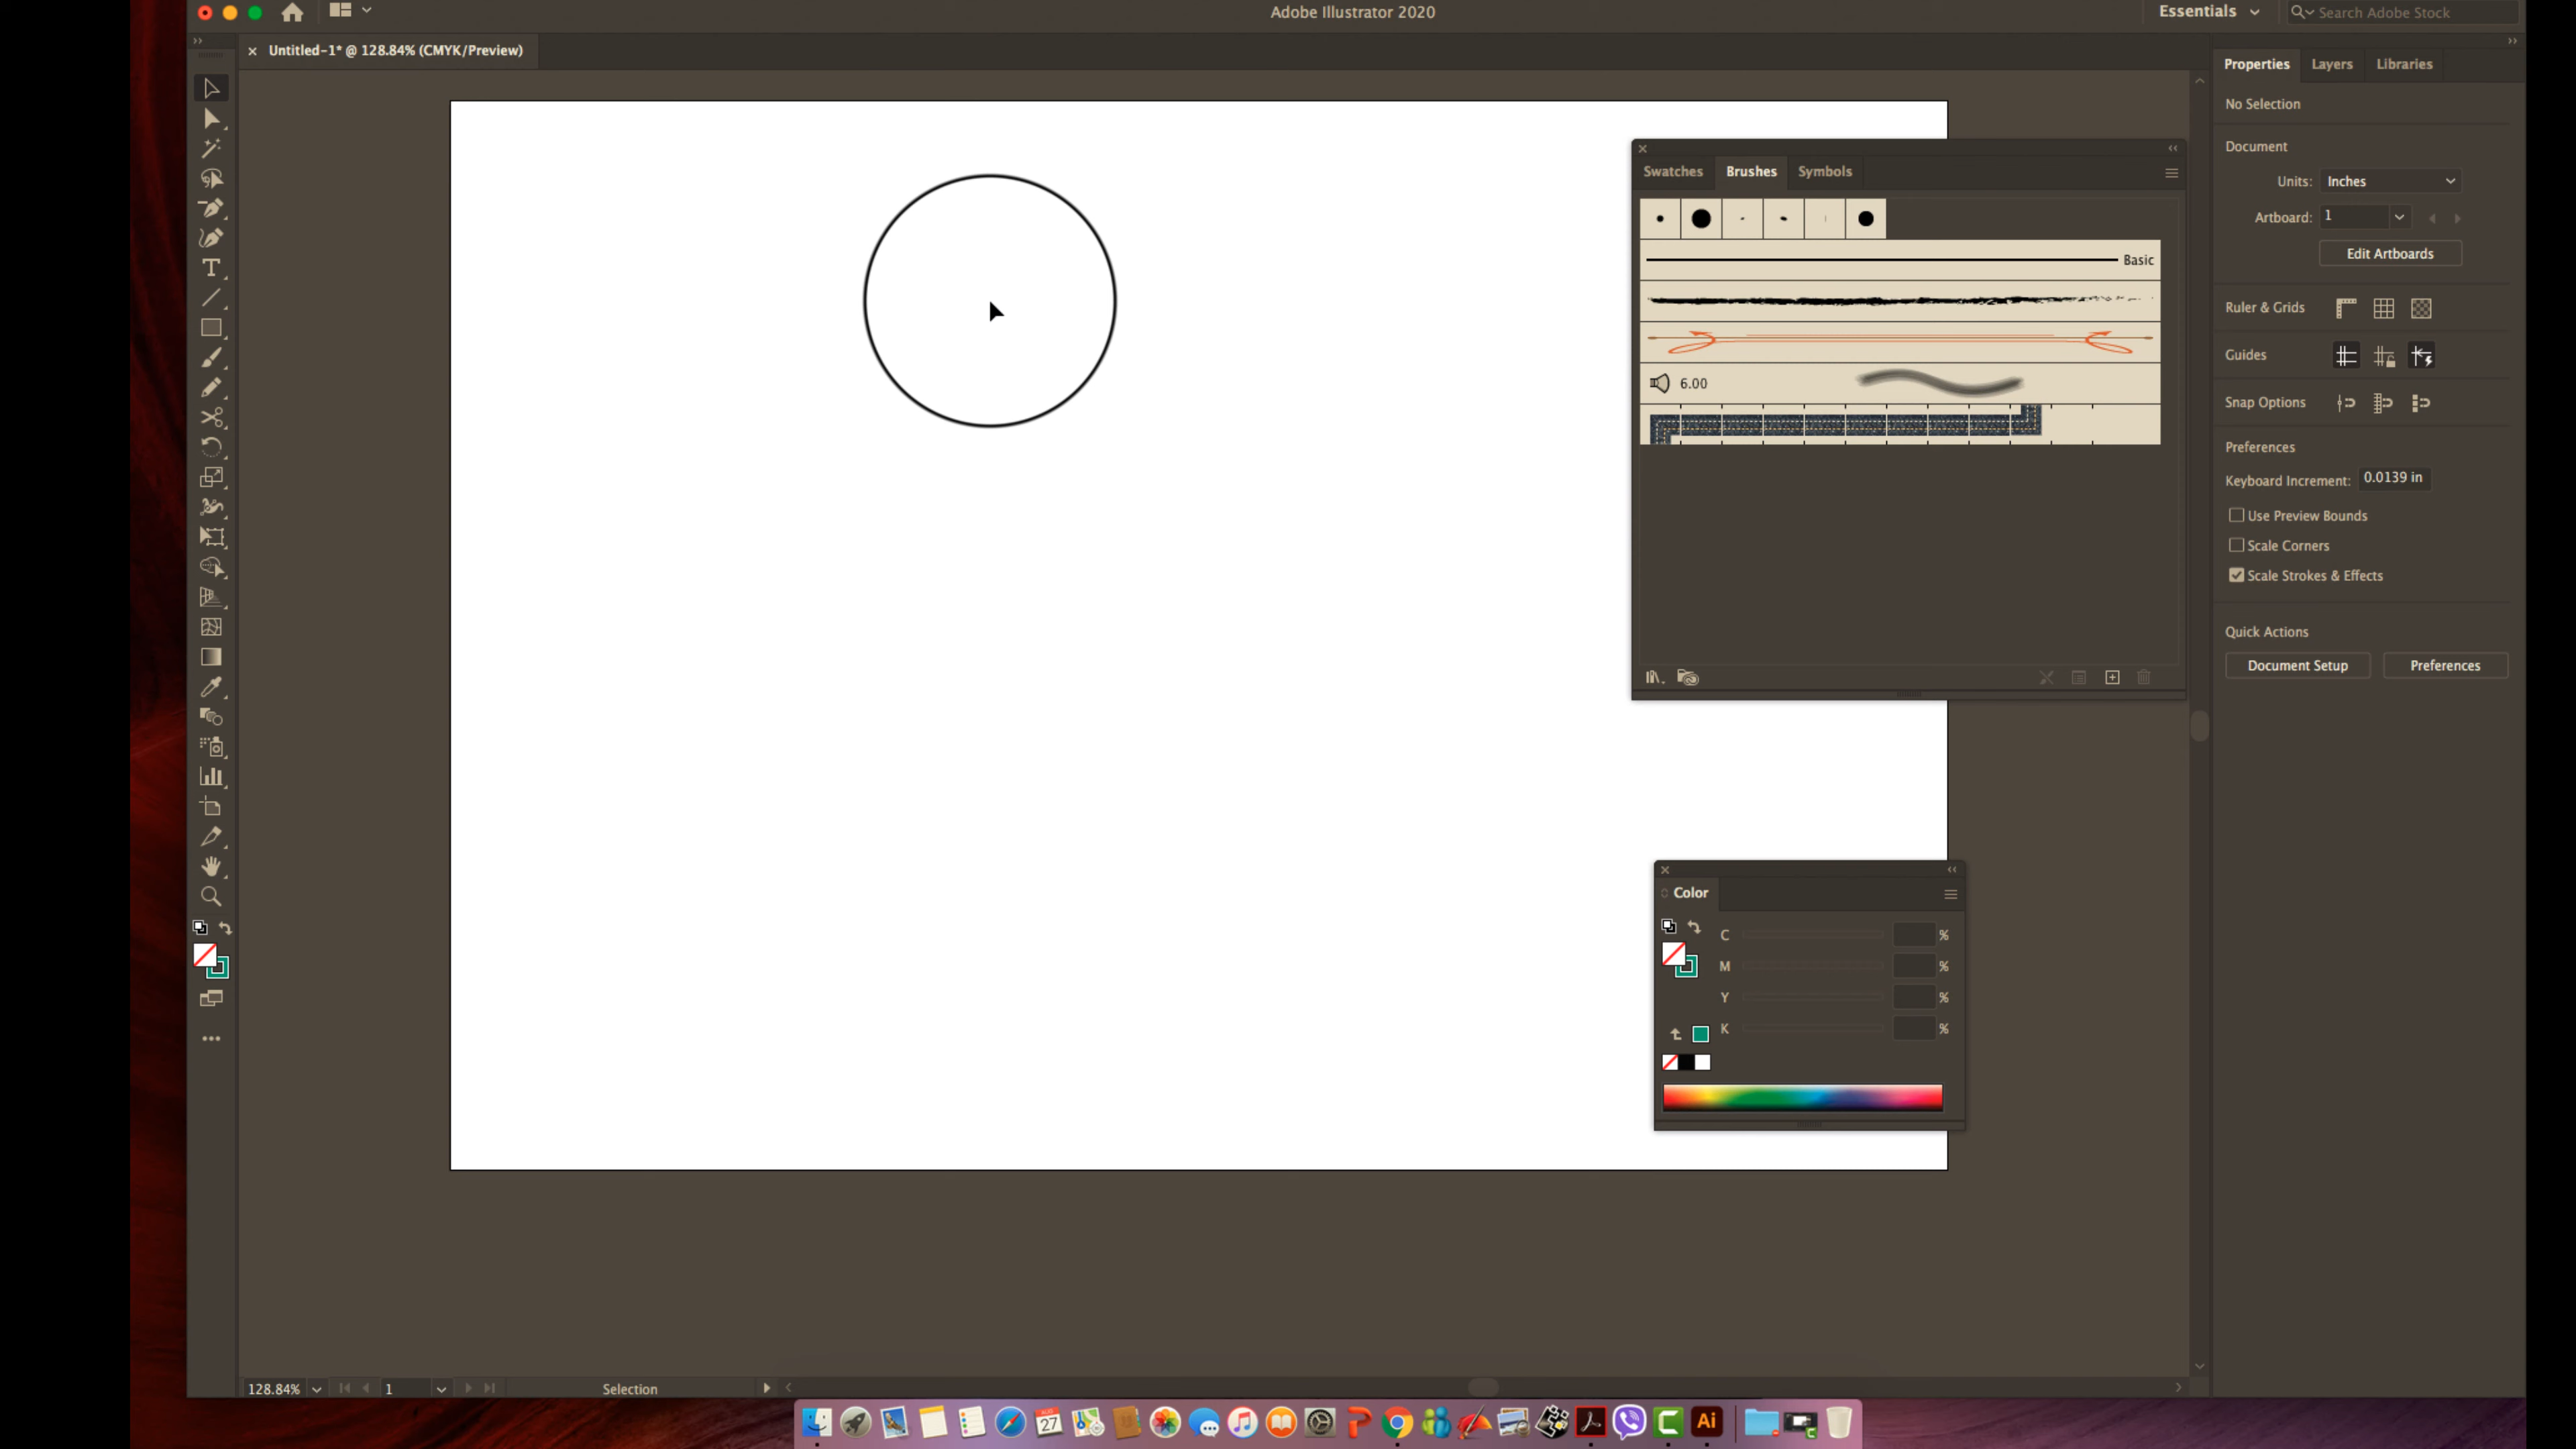 Adobe Illustrator 2020
Essentials
Search Adobe Stock
Untitled-1* @ 128.84% (CMYK/Preview)
Properties Layers Libraries
No Selection
Document
Units: Inches
Artboard: 1
Edit Artboards
Ruler & Grids
Guides
Snap Options
Preferences
Keyboard Increment: 0.0139 in
Use Preview Bounds
Scale Corners
Scale Strokes & Effects
Quick Actions
Document Setup Preferences
Swatches Brushes Symbols
Basic
6.00
Color
C %
M %
Y %
K %
T
128.84% 1 Selection
AUG
27
Ai